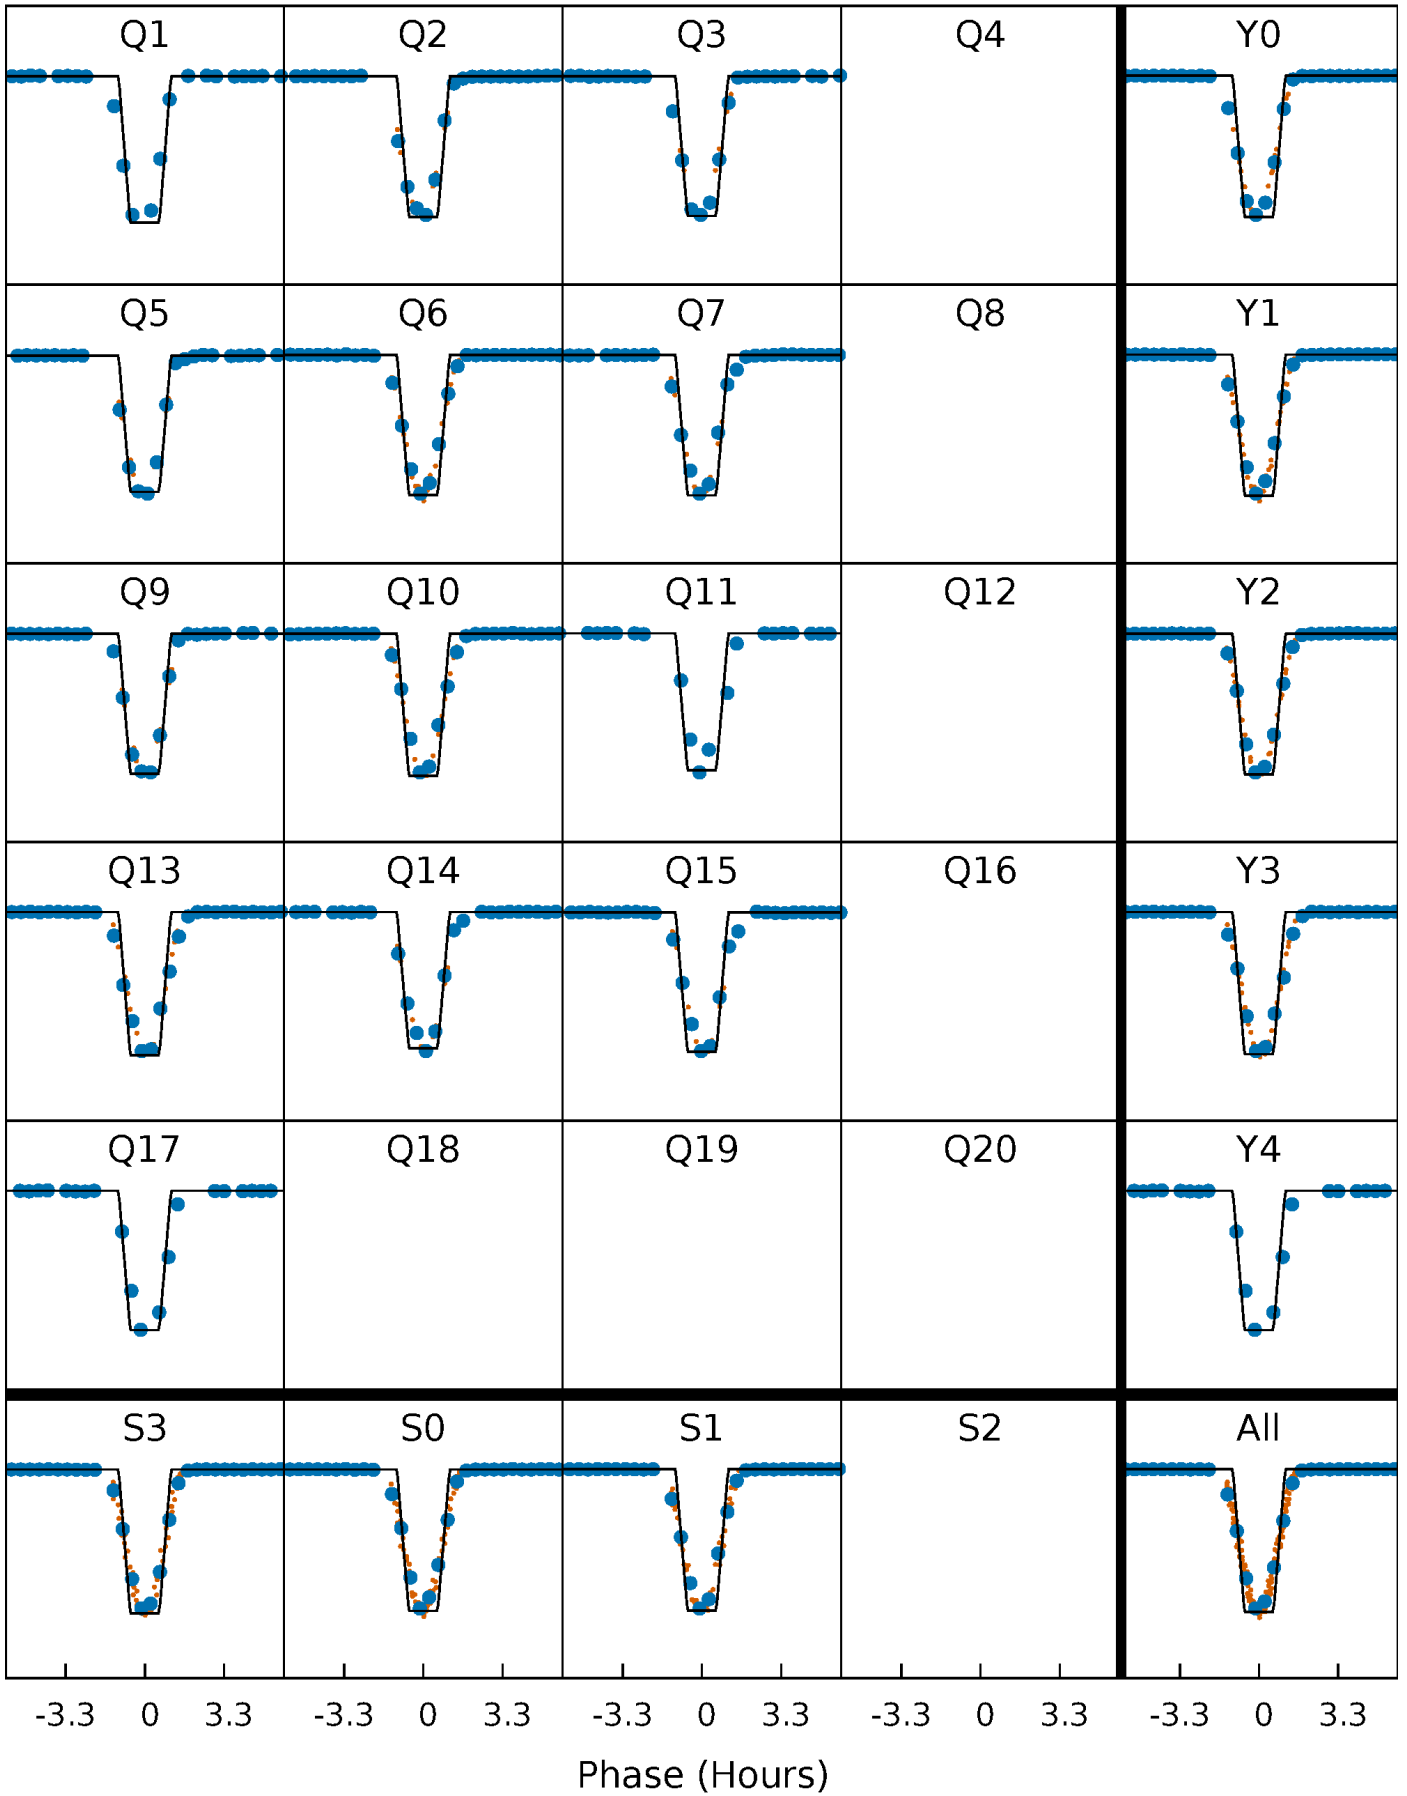 Q1 Q2 Q3 Q4 Y0
Q5 Q6 Q7 Q8 Y1
Q9 Q10 Q11 Q12 Y2
Q13 Q14 Q15 Q16 Y3
Q17 Q18 Q19 Q20 Y4
S3 S0 S1 S2 All
-3.3 0 3.3 -3.3 0 3.3 -3.3 0 3.3 -3.3 0 3.3 -3.3 0 3.3
Phase (Hours)